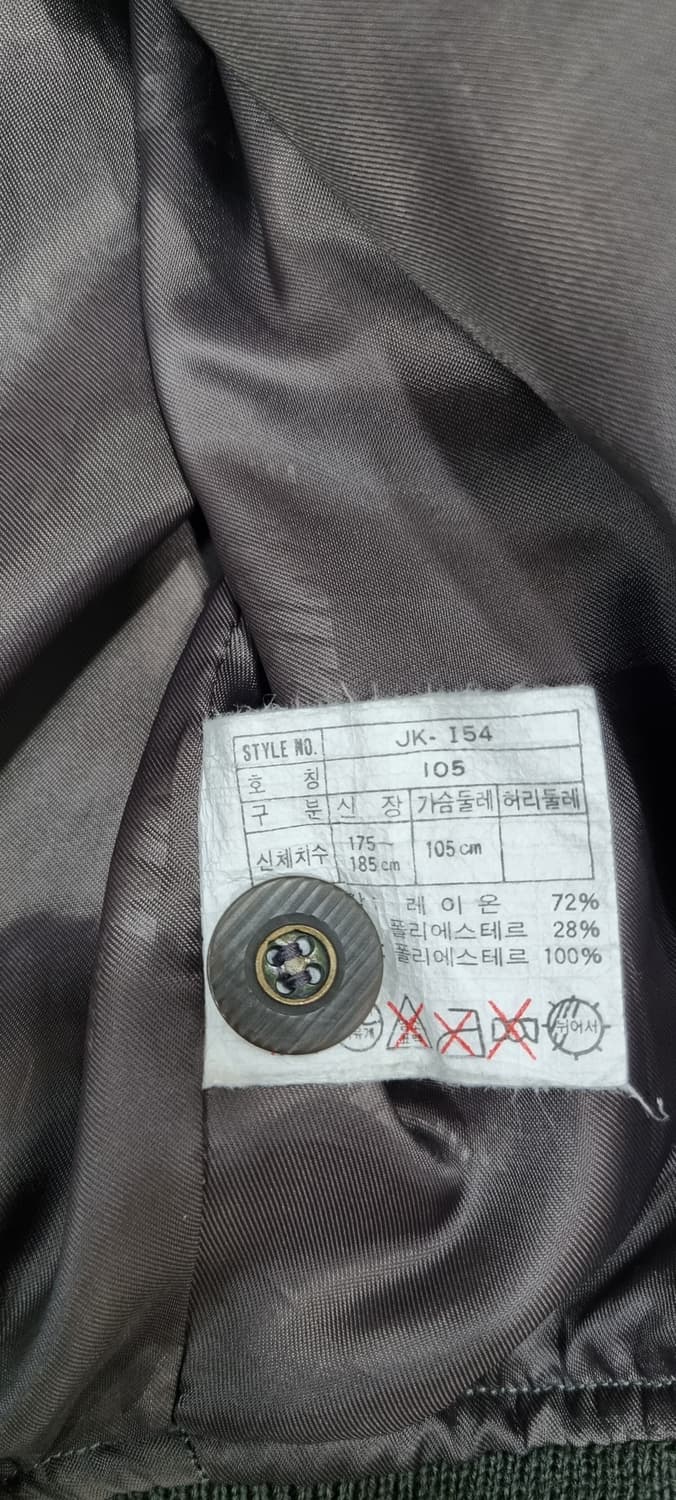 STYLE NO. JK- I54
호 칭 105
구 분 신 장 가슴둘레 허리둘레
신체치수 175~185cm 105cm
레 이 온 72%
폴리에스테르 28%
폴리에스테르 100%
뉘어서